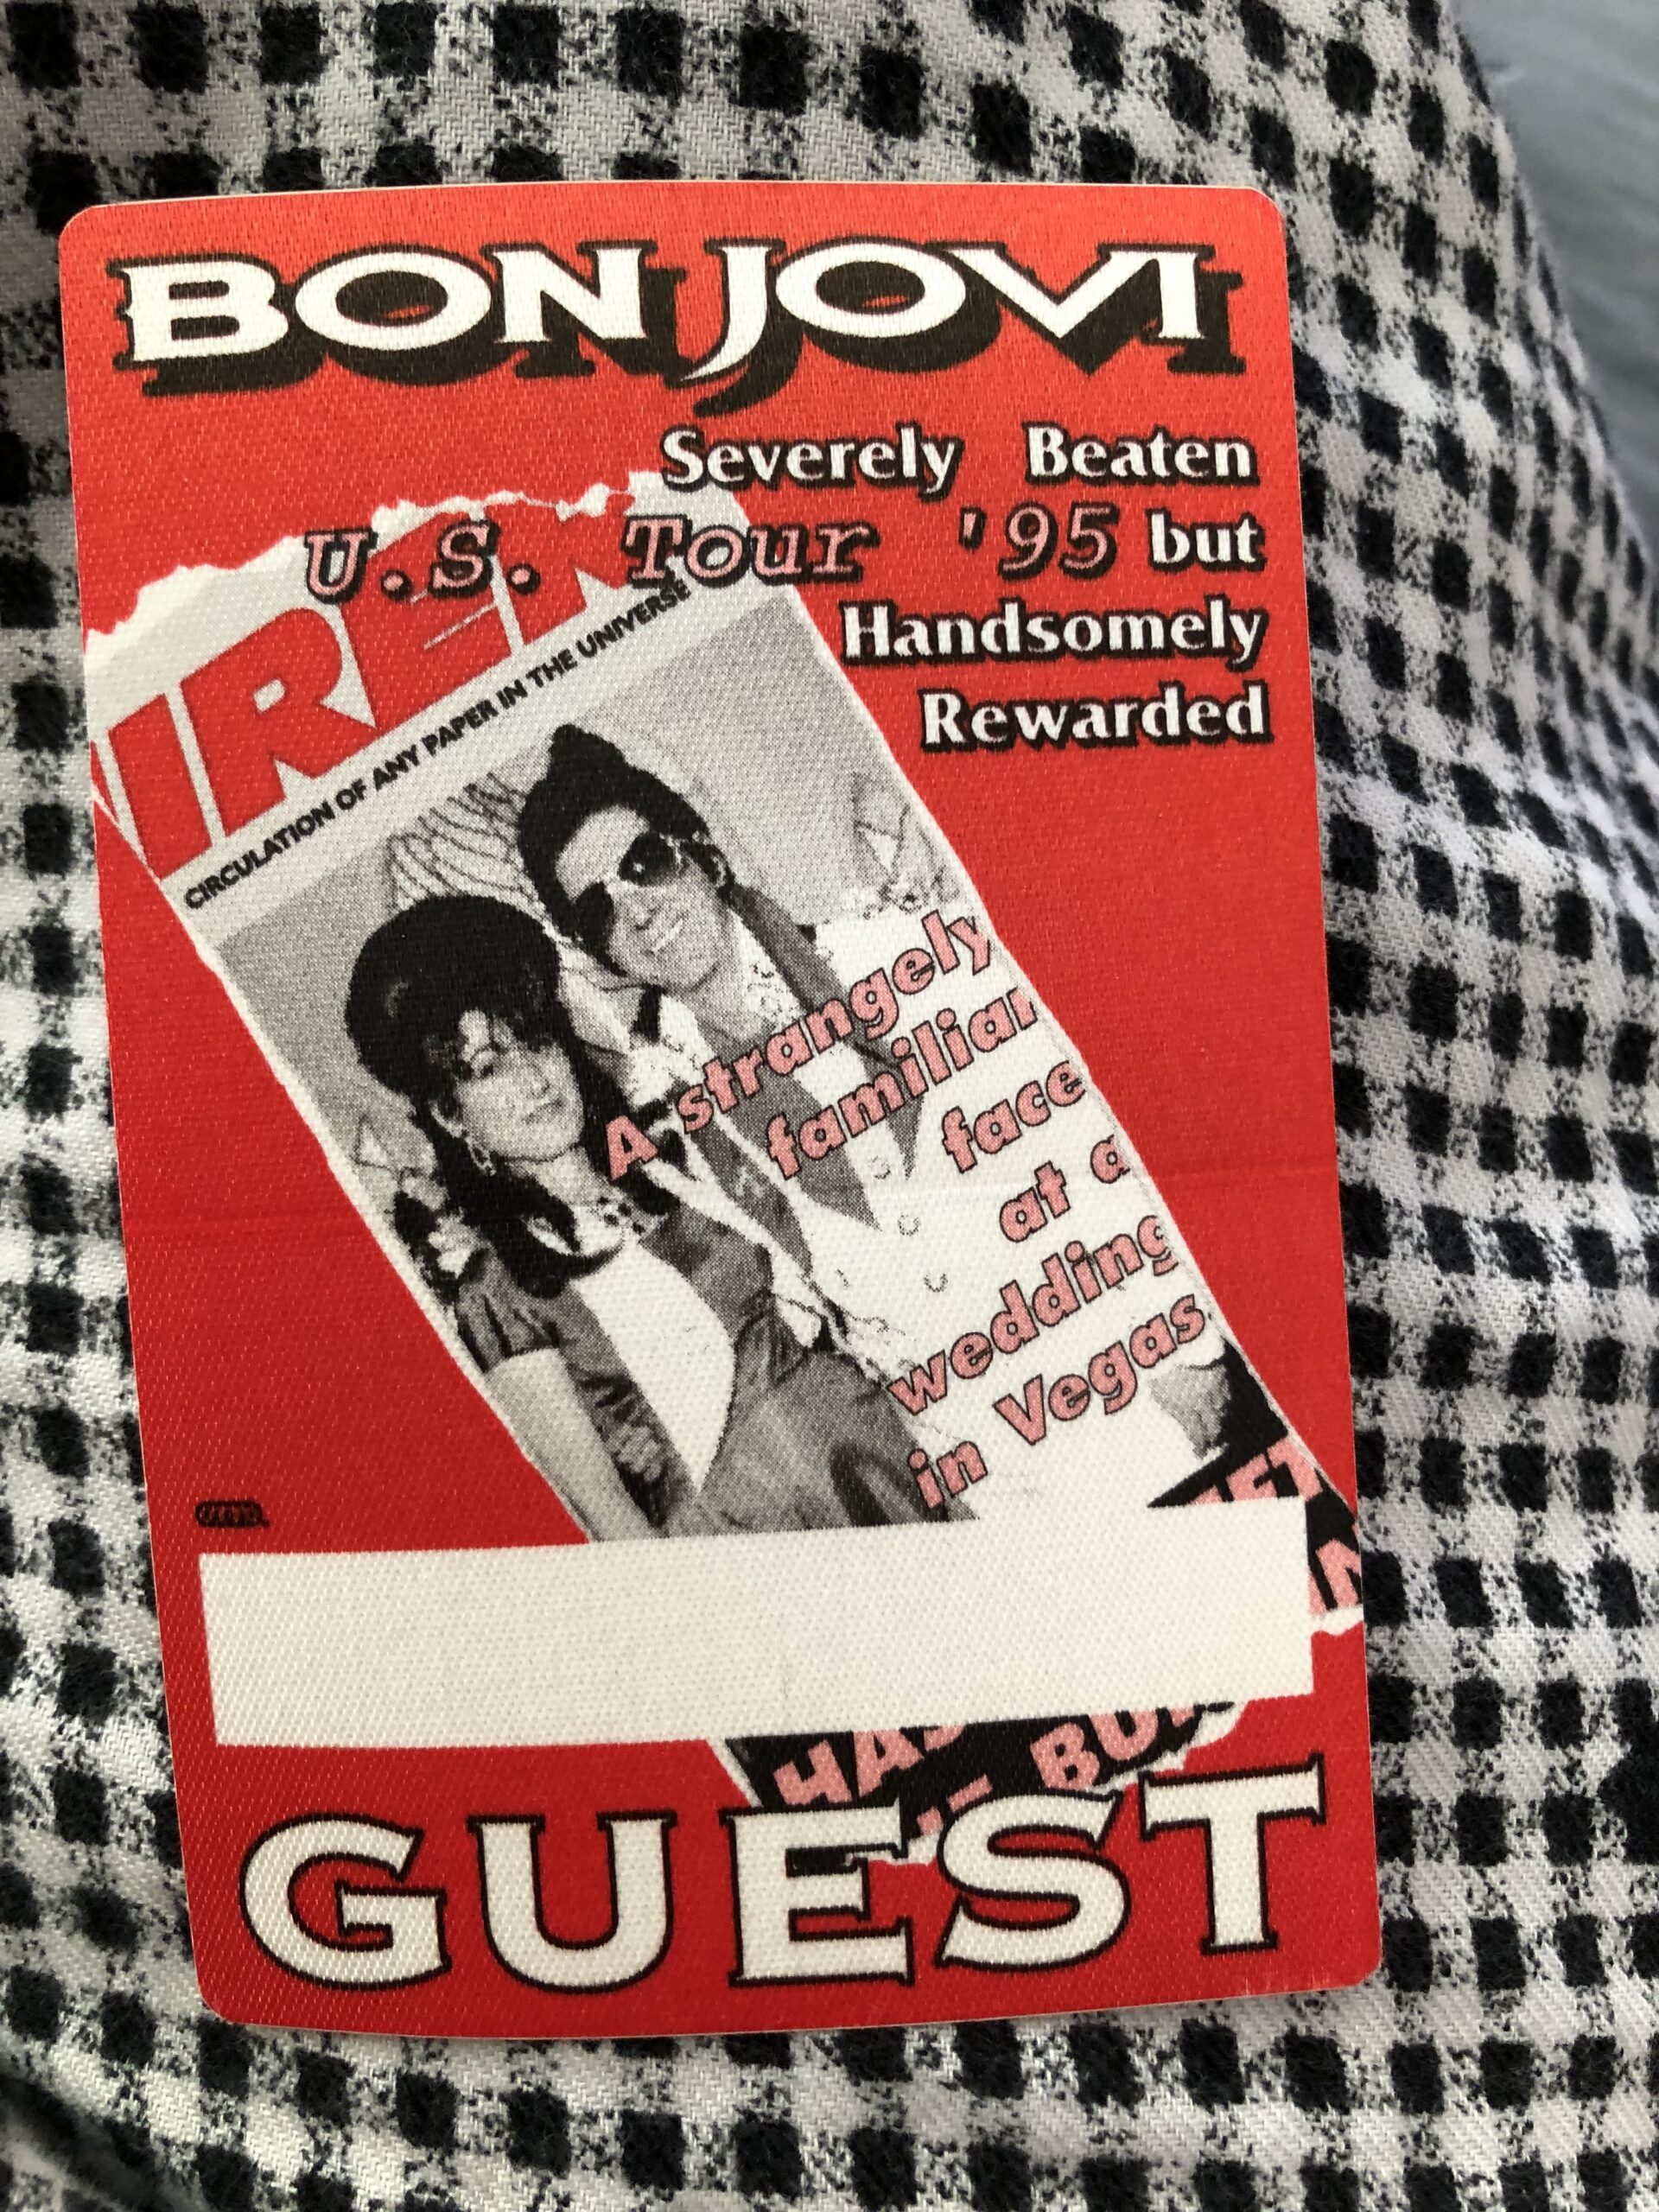 BON JOVI
Severely Beaten
U.S. Tour '95 but
Handsomely
Rewarded
IREN
CIRCULATION OF ANY PAPER IN THE UNIVERSE
A strangely
familiar
face
at a
wedding
in Vegas
GUEST